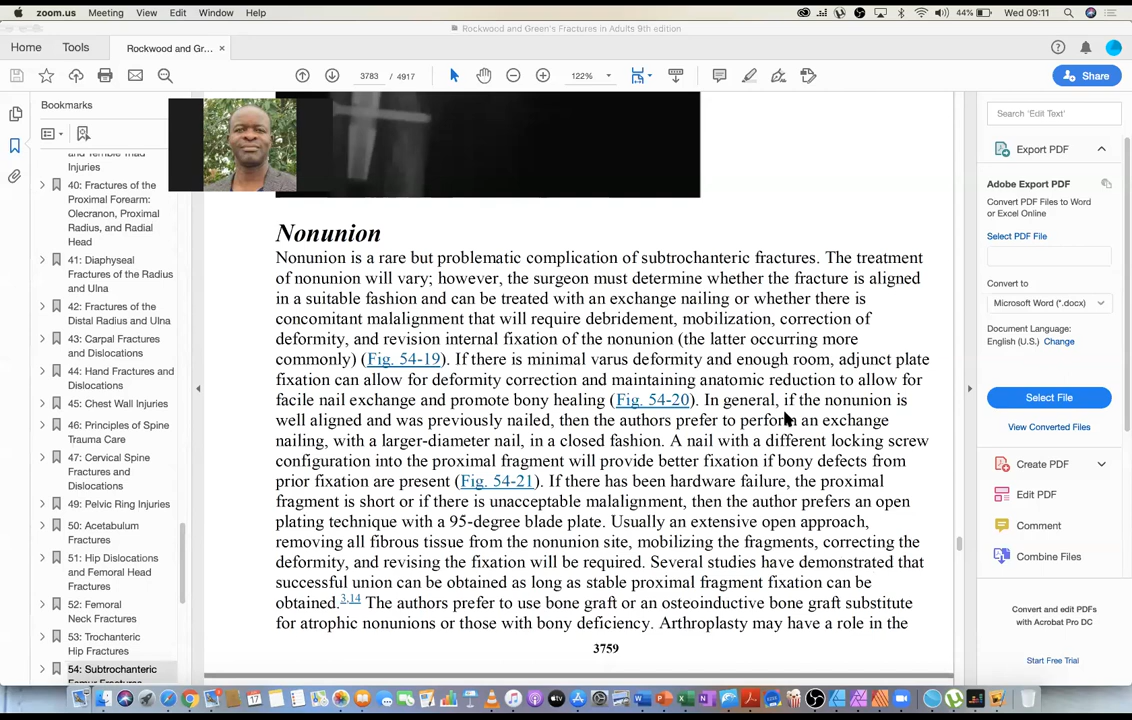 zoom.us Meeting View Edit Window Help 44% Wed 09:11
Rockwood and Green's Fractures in Adults 9th edition
Home Tools Rockwood and Gr... ×
3783 / 4917 122% Share
Bookmarks
and Terrible Triad
Injuries
40: Fractures of the
Proximal Forearm:
Olecranon, Proximal
Radius, and Radial
Head
41: Diaphyseal
Fractures of the Radius
and Ulna
42: Fractures of the
Distal Radius and Ulna
43: Carpal Fractures
and Dislocations
44: Hand Fractures and
Dislocations
45: Chest Wall Injuries
46: Principles of Spine
Trauma Care
47: Cervical Spine
Fractures and
Dislocations
49: Pelvic Ring Injuries
50: Acetabulum
Fractures
51: Hip Dislocations
and Femoral Head
Fractures
52: Femoral
Neck Fractures
53: Trochanteric
Hip Fractures
54: Subtrochanteric
Femur Fractures
Nonunion
Nonunion is a rare but problematic complication of subtrochanteric fractures. The treatment
of nonunion will vary; however, the surgeon must determine whether the fracture is aligned
in a suitable fashion and can be treated with an exchange nailing or whether there is
concomitant malalignment that will require debridement, mobilization, correction of
deformity, and revision internal fixation of the nonunion (the latter occurring more
commonly) (Fig. 54-19). If there is minimal varus deformity and enough room, adjunct plate
fixation can allow for deformity correction and maintaining anatomic reduction to allow for
facile nail exchange and promote bony healing (Fig. 54-20). In general, if the nonunion is
well aligned and was previously nailed, then the authors prefer to perform an exchange
nailing, with a larger-diameter nail, in a closed fashion. A nail with a different locking screw
configuration into the proximal fragment will provide better fixation if bony defects from
prior fixation are present (Fig. 54-21). If there has been hardware failure, the proximal
fragment is short or if there is unacceptable malalignment, then the author prefers an open
plating technique with a 95-degree blade plate. Usually an extensive open approach,
removing all fibrous tissue from the nonunion site, mobilizing the fragments, correcting the
deformity, and revising the fixation will be required. Several studies have demonstrated that
successful union can be obtained as long as stable proximal fragment fixation can be
obtained.3,14 The authors prefer to use bone graft or an osteoinductive bone graft substitute
for atrophic nonunions or those with bony deficiency. Arthroplasty may have a role in the
3759
Search 'Edit Text'
Export PDF
Adobe Export PDF
Convert PDF Files to Word
or Excel Online
Select PDF File
Convert to
Microsoft Word (*.docx)
Document Language:
English (U.S.) Change
Select File
View Converted Files
Create PDF
Edit PDF
Comment
Combine Files
Convert and edit PDFs
with Acrobat Pro DC
Start Free Trial